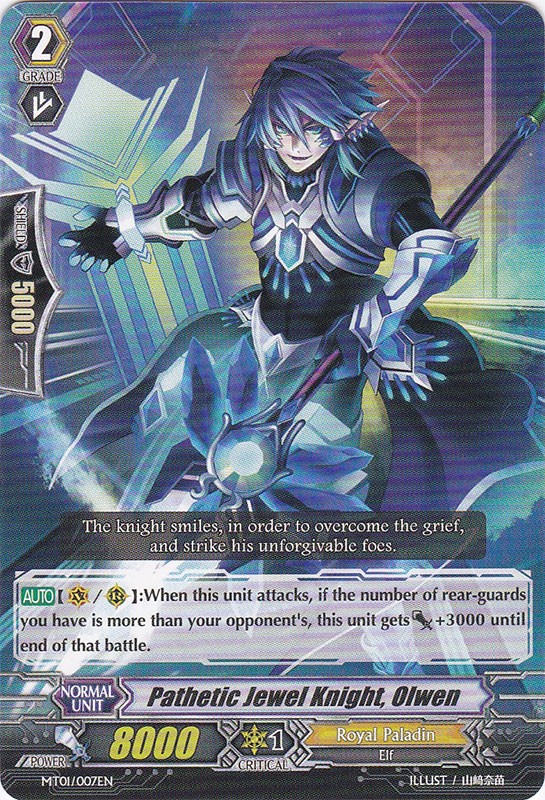 2
GRADE
SHIELD 5000
The knight smiles, in order to overcome the grief,
and strike his unforgivable foes.
AUTO【 V / R 】:When this unit attacks, if the number of rear-guards
you have is more than your opponent's, this unit gets +3000 until
end of that battle.
NORMAL
UNIT
Pathetic Jewel Knight, Olwen
POWER
8000
1
CRITICAL
Royal Paladin
Elf
MT01/007EN
ILLUST / 山崎奈苗